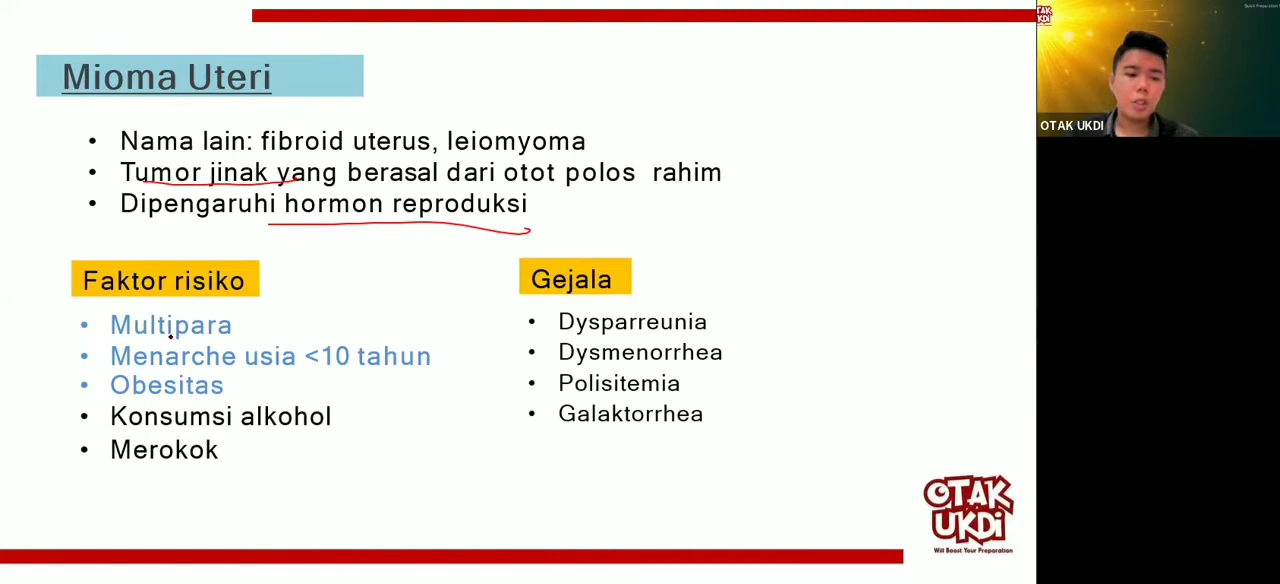 Mioma Uteri
• Nama lain: fibroid uterus, leiomyoma
• Tumor jinak yang berasal dari otot polos rahim
• Dipengaruhi hormon reproduksi
Faktor risiko
• Multipara
• Menarche usia <10 tahun
• Obesitas
• Konsumsi alkohol
• Merokok
Gejala
• Dysparreunia
• Dysmenorrhea
• Polisitemia
• Galaktorrhea
OTAK
UKDI
Will Boost Your Preparation
OTAK
UKDI
OTAK UKDI